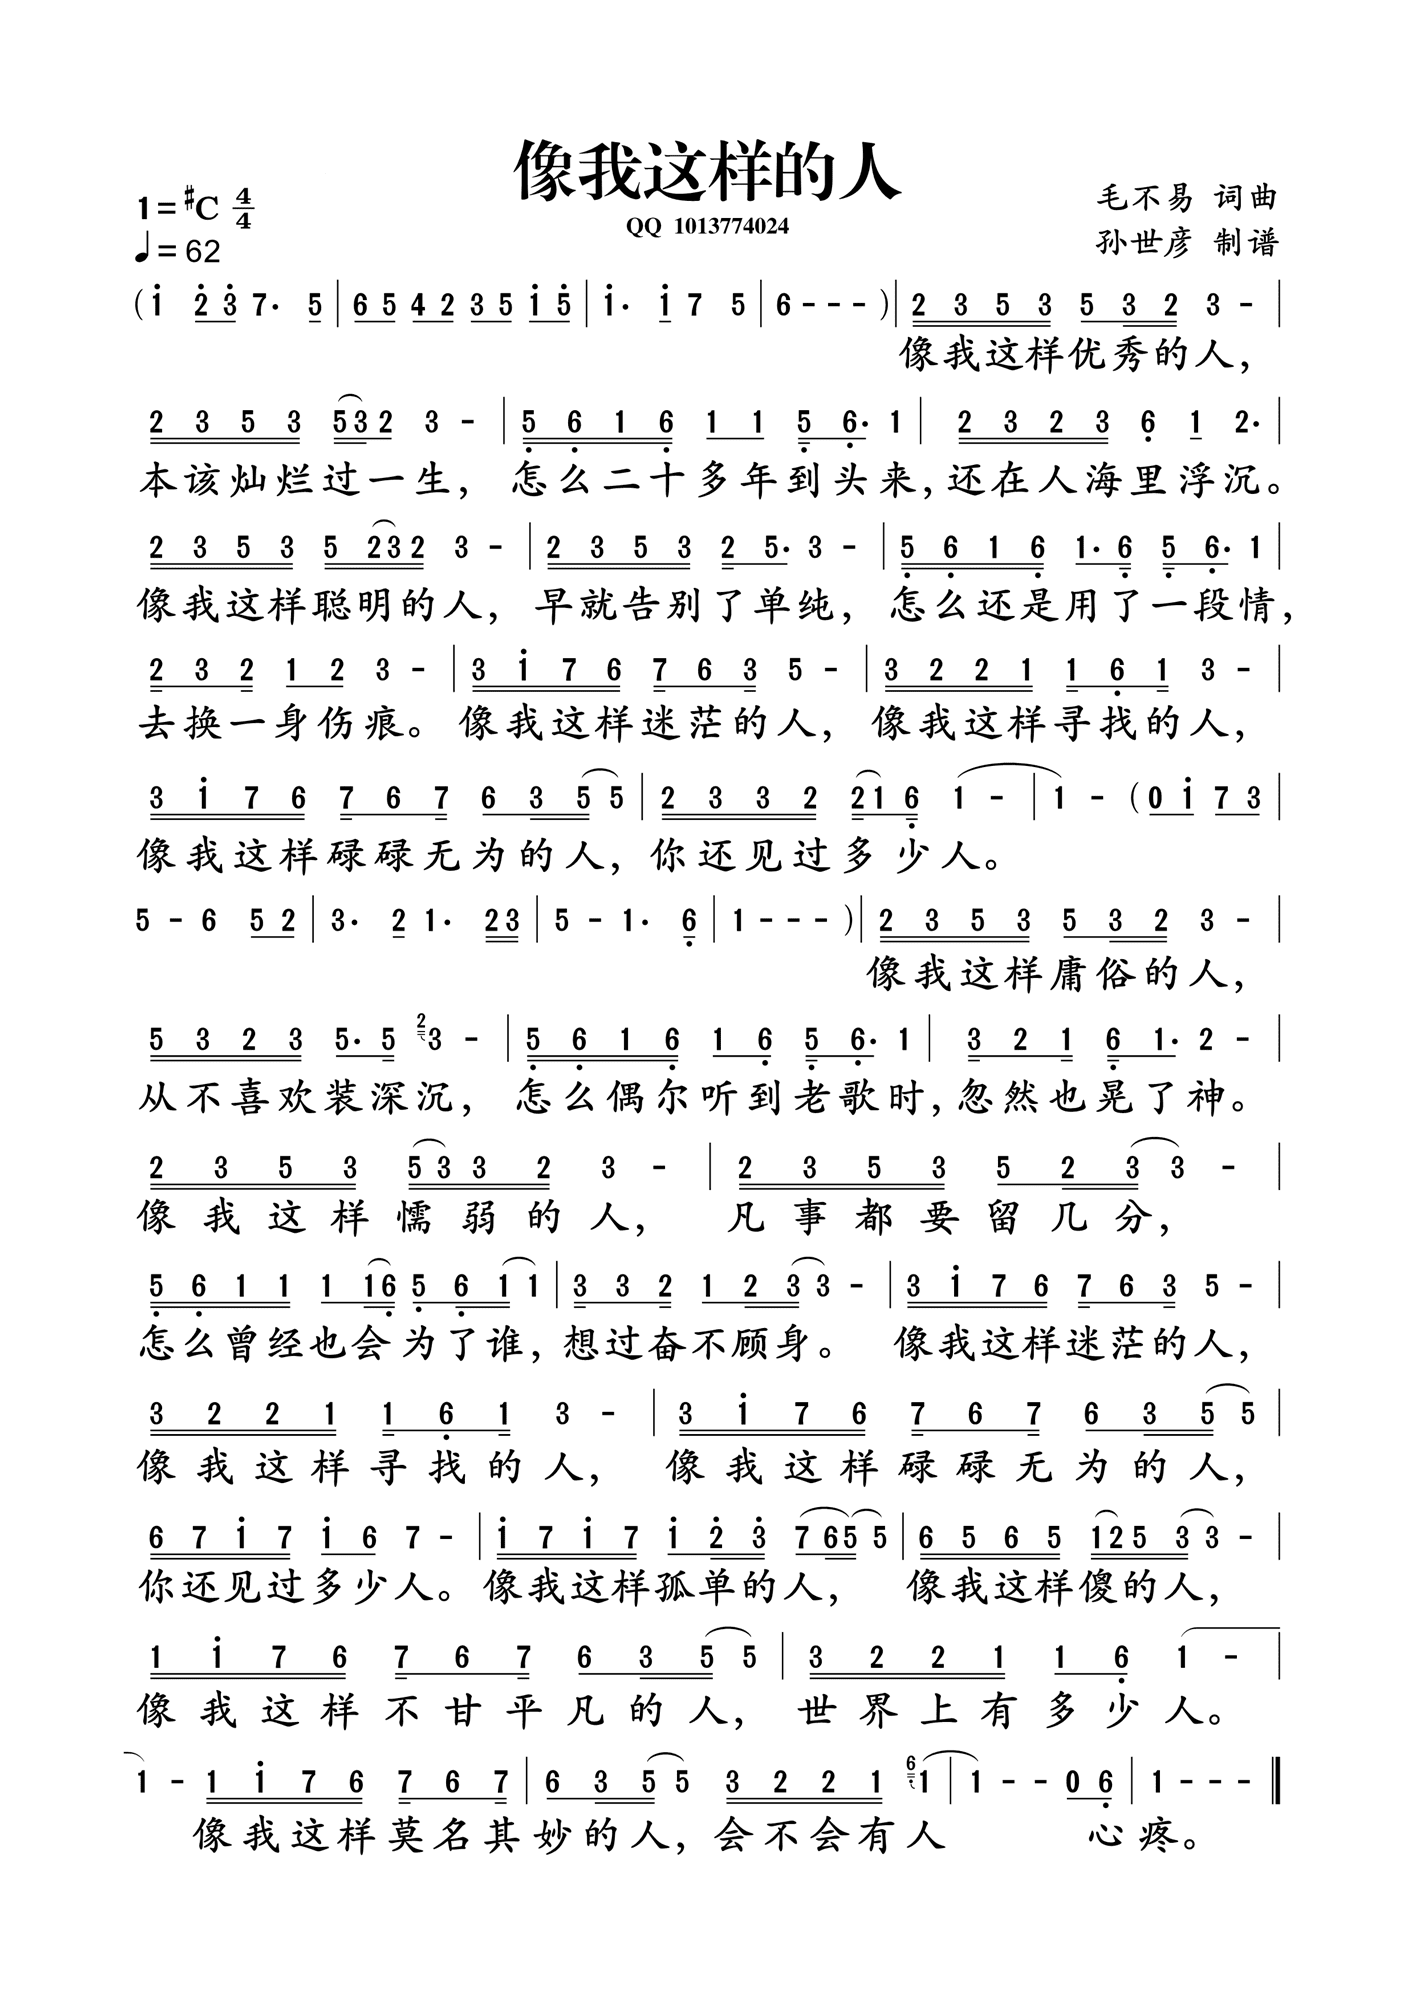 像我这样的人
1=#C 4/4
QQ 1013774024
毛不易 词曲
♩=62
孙世彦 制谱
(i 2 3 7. 5 | 6 5 4 2 3 5 i 5 | i. i 7 5 | 6 - - - ) | 2 3 5 3 5 3 2 3 - |
像我这样优秀的人，
2 3 5 3 5 3 2 3 - | 5 6 1 6 1 1 5 6. 1 | 2 3 2 3 6 1 2. |
本该灿烂过一生，怎么二十多年到头来，还在人海里浮沉。
2 3 5 3 5 2 3 2 3 - | 2 3 5 3 2 5. 3 - | 5 6 1 6 1. 6 5 6. 1 |
像我这样聪明的人，早就告别了单纯，怎么还是用了一段情，
2 3 2 1 2 3 - | 3 i 7 6 7 6 3 5 - | 3 2 2 1 1 6 1 3 - |
去换一身伤痕。像我这样迷茫的人，像我这样寻找的人，
3 i 7 6 7 6 7 6 3 5 5 | 2 3 3 2 2 1 6 1 - | 1 - (0 i 7 3 |
像我这样碌碌无为的人，你还见过多少人。
5 - 6 5 2 | 3. 2 1. 2 3 | 5 - 1. 6 | 1 - - - ) | 2 3 5 3 5 3 2 3 - |
像我这样庸俗的人，
5 3 2 3 5. 5 2 3 - | 5 6 1 6 1 6 5 6. 1 | 3 2 1 6 1. 2 - |
从不喜欢装深沉，怎么偶尔听到老歌时，忽然也晃了神。
2 3 5 3 5 3 3 2 3 - | 2 3 5 3 5 2 3 3 - |
像我这样懦弱的人，凡事都要留几分，
5 6 1 1 1 1 6 5 6 1 1 | 3 3 2 1 2 3 3 - | 3 i 7 6 7 6 3 5 - |
怎么曾经也会为了谁，想过奋不顾身。像我这样迷茫的人，
3 2 2 1 1 6 1 3 - | 3 i 7 6 7 6 7 6 3 5 5 |
像我这样寻找的人，像我这样碌碌无为的人，
6 7 i 7 i 6 7 - | i 7 i 7 i 2 3 7 6 5 5 | 6 5 6 5 1 2 5 3 3 - |
你还见过多少人。像我这样孤单的人，像我这样傻的人，
1 i 7 6 7 6 7 6 3 5 5 | 3 2 2 1 1 6 1 - |
像我这样不甘平凡的人，世界上有多少人。
1 - 1 i 7 6 7 6 7 | 6 3 5 5 3 2 2 1 6 1 | 1 - - 0 6 | 1 - - - ‖
像我这样莫名其妙的人，会不会有人 心疼。